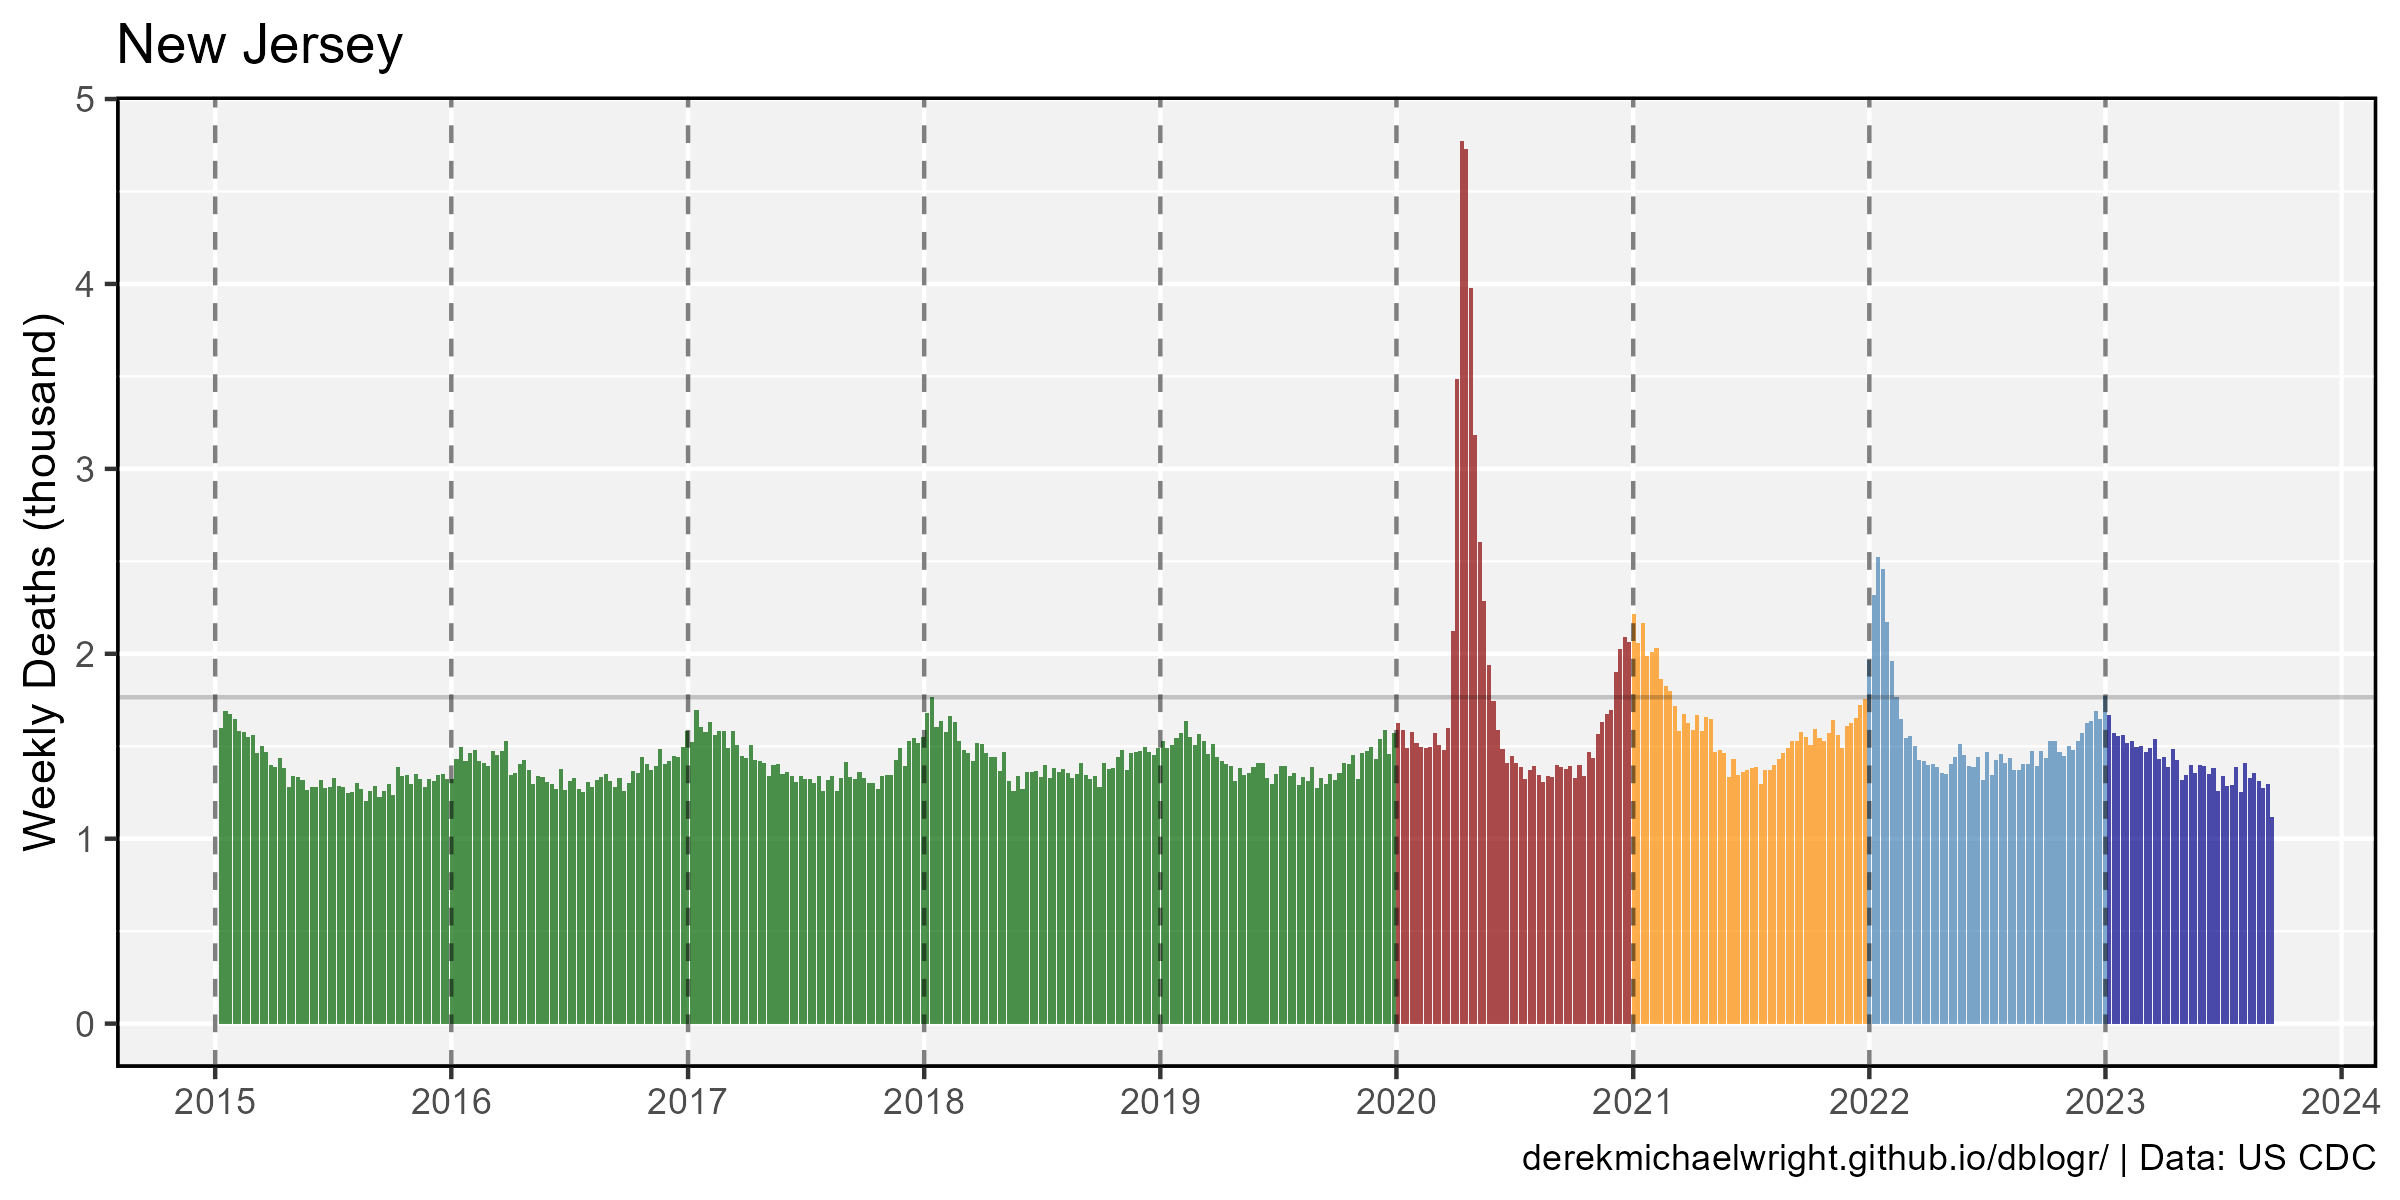 New Jersey
Weekly Deaths (thousand)
5
4
3
2
1
0
2015 2016 2017 2018 2019 2020 2021 2022 2023 2024
derekmichaelwright.github.io/dblogr/ | Data: US CDC